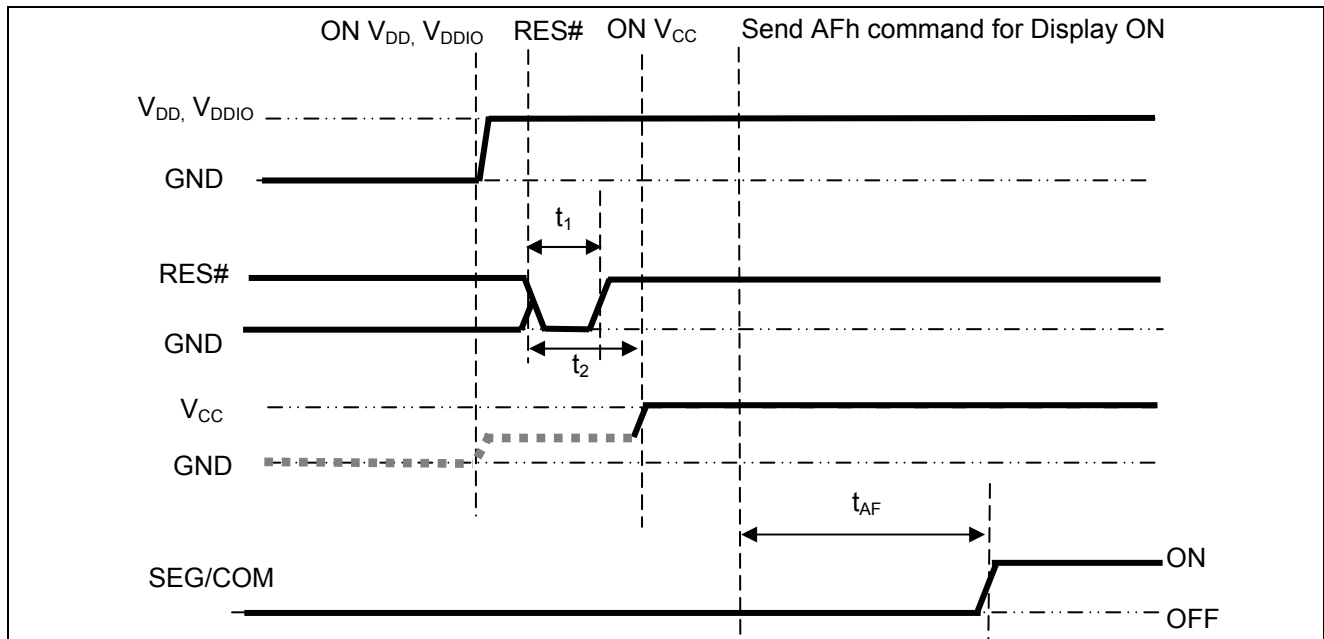 ON VDD, VDDIO RES# ON VCC Send AFh command for Display ON
VDD, VDDIO
GND
t1
RES#
GND
t2
VCC
GND
tAF
SEG/COM
ON
OFF